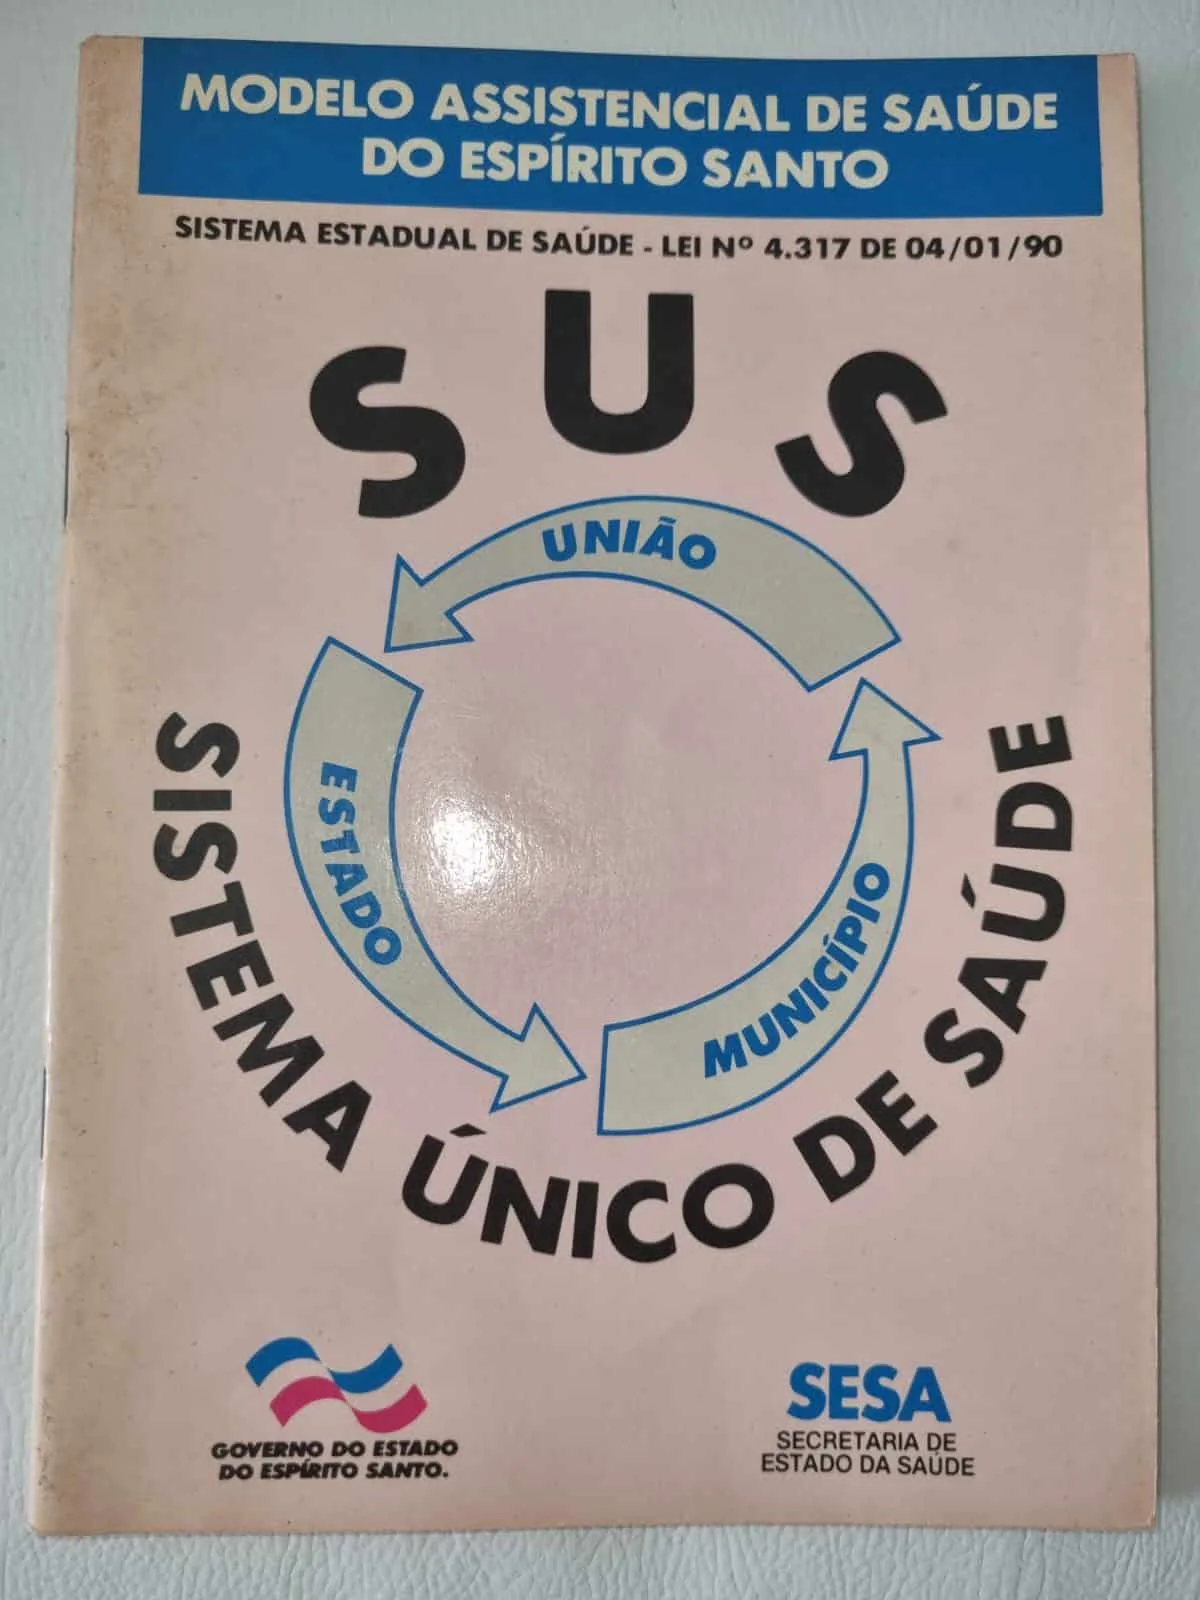 MODELO ASSISTENCIAL DE SAÚDE
DO ESPÍRITO SANTO
SISTEMA ESTADUAL DE SAÚDE - LEI Nº 4.317 DE 04/01/90
SUS
UNIÃO
ESTADO
MUNICÍPIO
SISTEMA ÚNICO DE SAÚDE
GOVERNO DO ESTADO
DO ESPÍRITO SANTO.
SESA
SECRETARIA DE
ESTADO DA SAÚDE